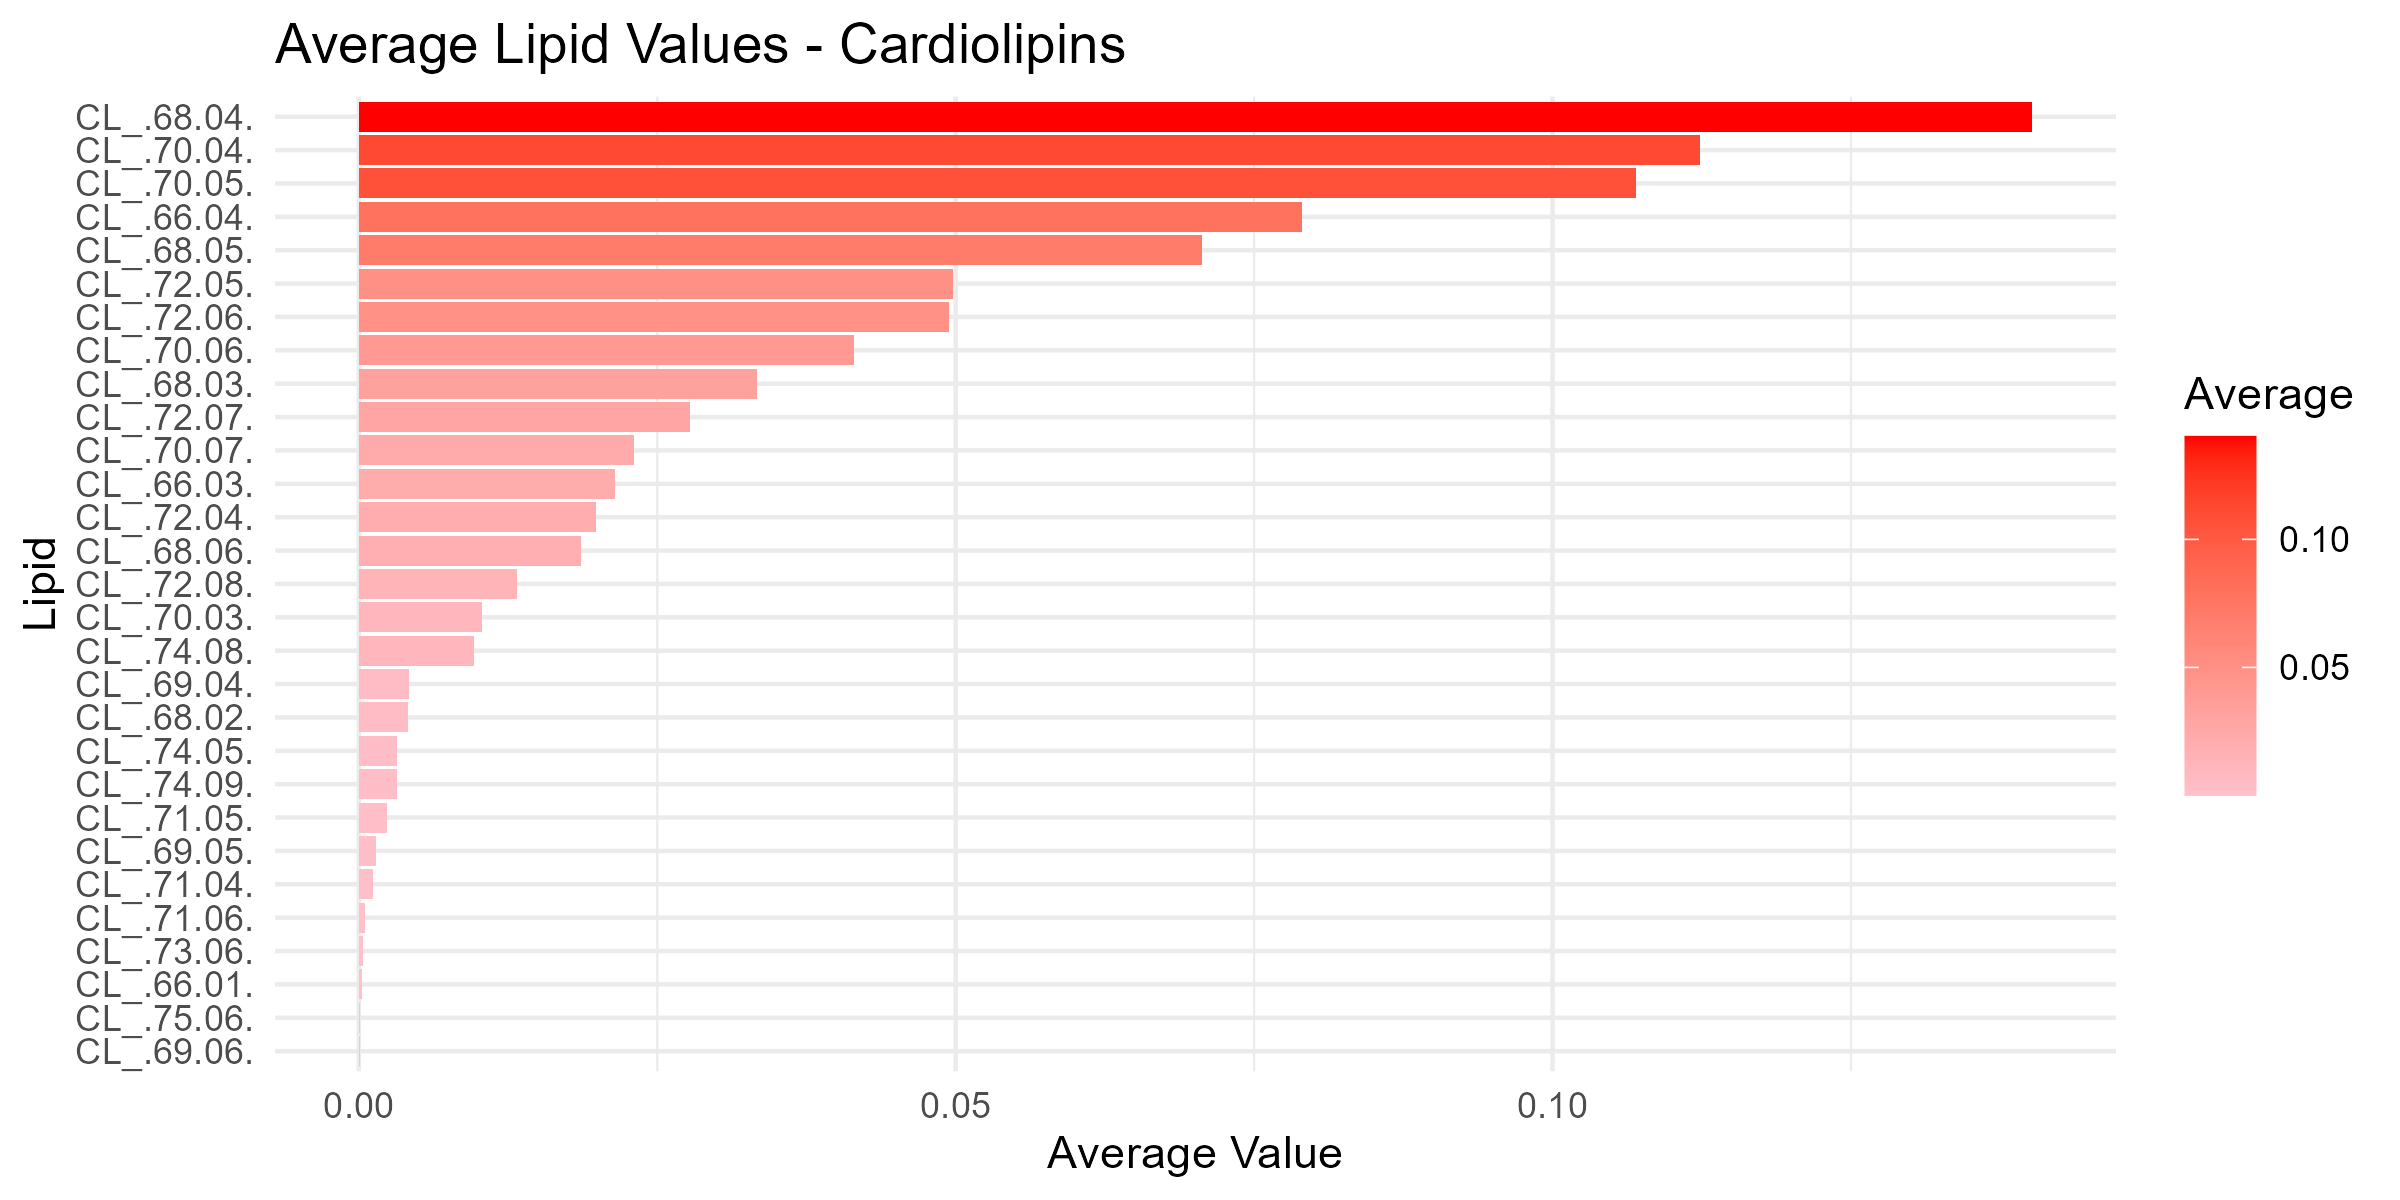 Average Lipid Values - Cardiolipins
CL_.68.04.
CL_.70.04.
CL_.70.05.
CL_.66.04.
CL_.68.05.
CL_.72.05.
CL_.72.06.
CL_.70.06.
CL_.68.03.
CL_.72.07.
CL_.70.07.
CL_.66.03.
CL_.72.04.
CL_.68.06.
CL_.72.08.
CL_.70.03.
CL_.74.08.
CL_.69.04.
CL_.68.02.
CL_.74.05.
CL_.74.09.
CL_.71.05.
CL_.69.05.
CL_.71.04.
CL_.71.06.
CL_.73.06.
CL_.66.01.
CL_.75.06.
CL_.69.06.
Lipid
0.00 0.05 0.10
Average Value
Average
0.10
0.05